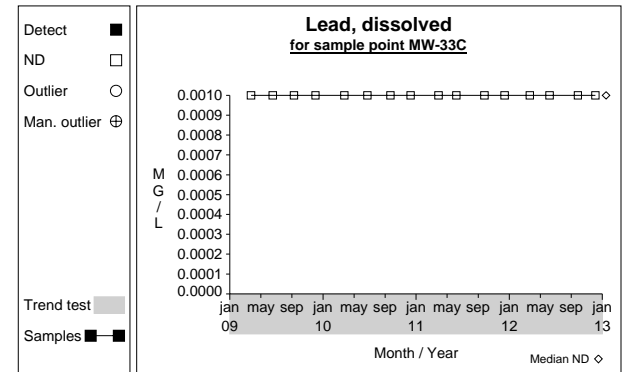 Detect
ND
Outlier
Man. outlier
Trend test
Samples
Lead, dissolved
for sample point MW-33C
MG/L
0.0010
0.0009
0.0008
0.0007
0.0006
0.0005
0.0004
0.0003
0.0002
0.0001
0.0000
jan may sep jan may sep jan may sep jan may sep jan
09 10 11 12 13
Month / Year
Median ND